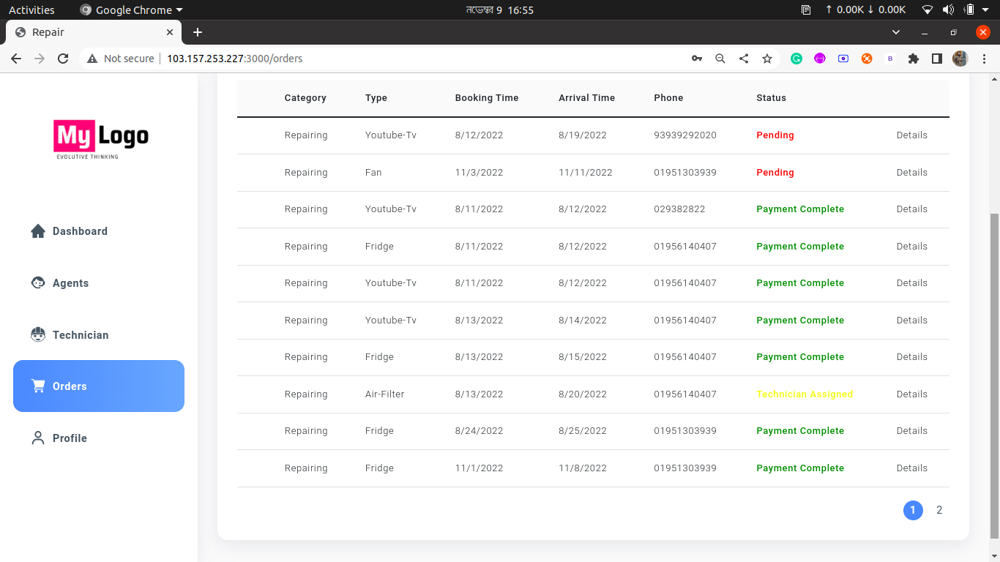 Activities Google Chrome নভেম্বর 9 16:55 ↑ 0.00K ↓ 0.00K
Repair
Not secure 103.157.253.227:3000/orders
My Logo
EVOLUTIVE THINKING
Dashboard
Agents
Technician
Orders
Profile
Category Type Booking Time Arrival Time Phone Status
Repairing Youtube-Tv 8/12/2022 8/19/2022 93939292020 Pending Details
Repairing Fan 11/3/2022 11/11/2022 01951303939 Pending Details
Repairing Youtube-Tv 8/11/2022 8/12/2022 029382822 Payment Complete Details
Repairing Fridge 8/11/2022 8/12/2022 01956140407 Payment Complete Details
Repairing Youtube-Tv 8/11/2022 8/12/2022 01956140407 Payment Complete Details
Repairing Youtube-Tv 8/13/2022 8/14/2022 01956140407 Payment Complete Details
Repairing Fridge 8/13/2022 8/15/2022 01956140407 Payment Complete Details
Repairing Air-Filter 8/13/2022 8/20/2022 01956140407 Technician Assigned Details
Repairing Fridge 8/24/2022 8/25/2022 01951303939 Payment Complete Details
Repairing Fridge 11/1/2022 11/8/2022 01951303939 Payment Complete Details
1 2